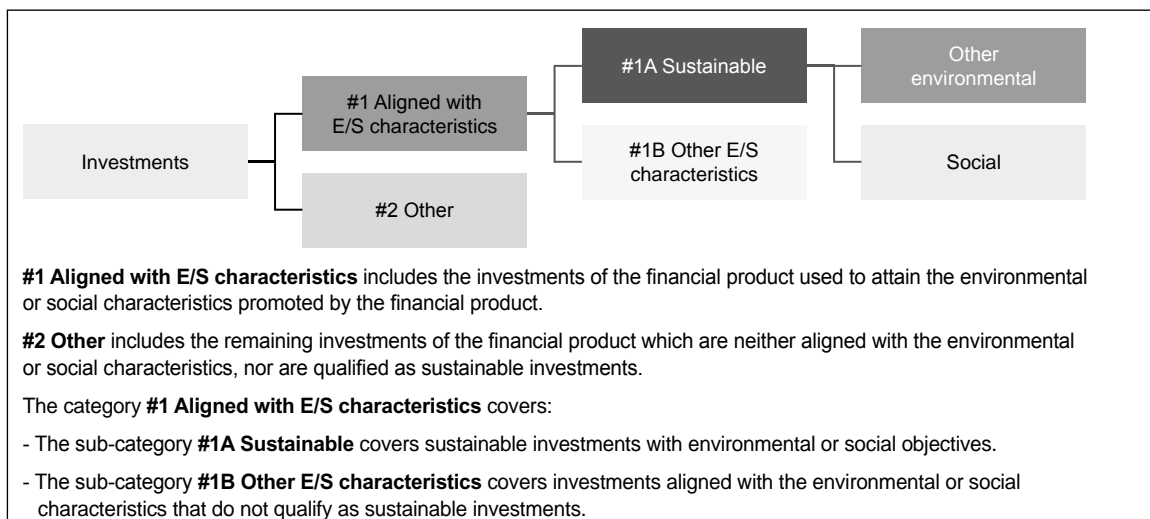 #1A Sustainable
Other
environmental
#1 Aligned with
E/S characteristics
Investments
#1B Other E/S
characteristics
Social
#2 Other
#1 Aligned with E/S characteristics includes the investments of the financial product used to attain the environmental
or social characteristics promoted by the financial product.
#2 Other includes the remaining investments of the financial product which are neither aligned with the environmental
or social characteristics, nor are qualified as sustainable investments.
The category #1 Aligned with E/S characteristics covers:
- The sub-category #1A Sustainable covers sustainable investments with environmental or social objectives.
- The sub-category #1B Other E/S characteristics covers investments aligned with the environmental or social
characteristics that do not qualify as sustainable investments.